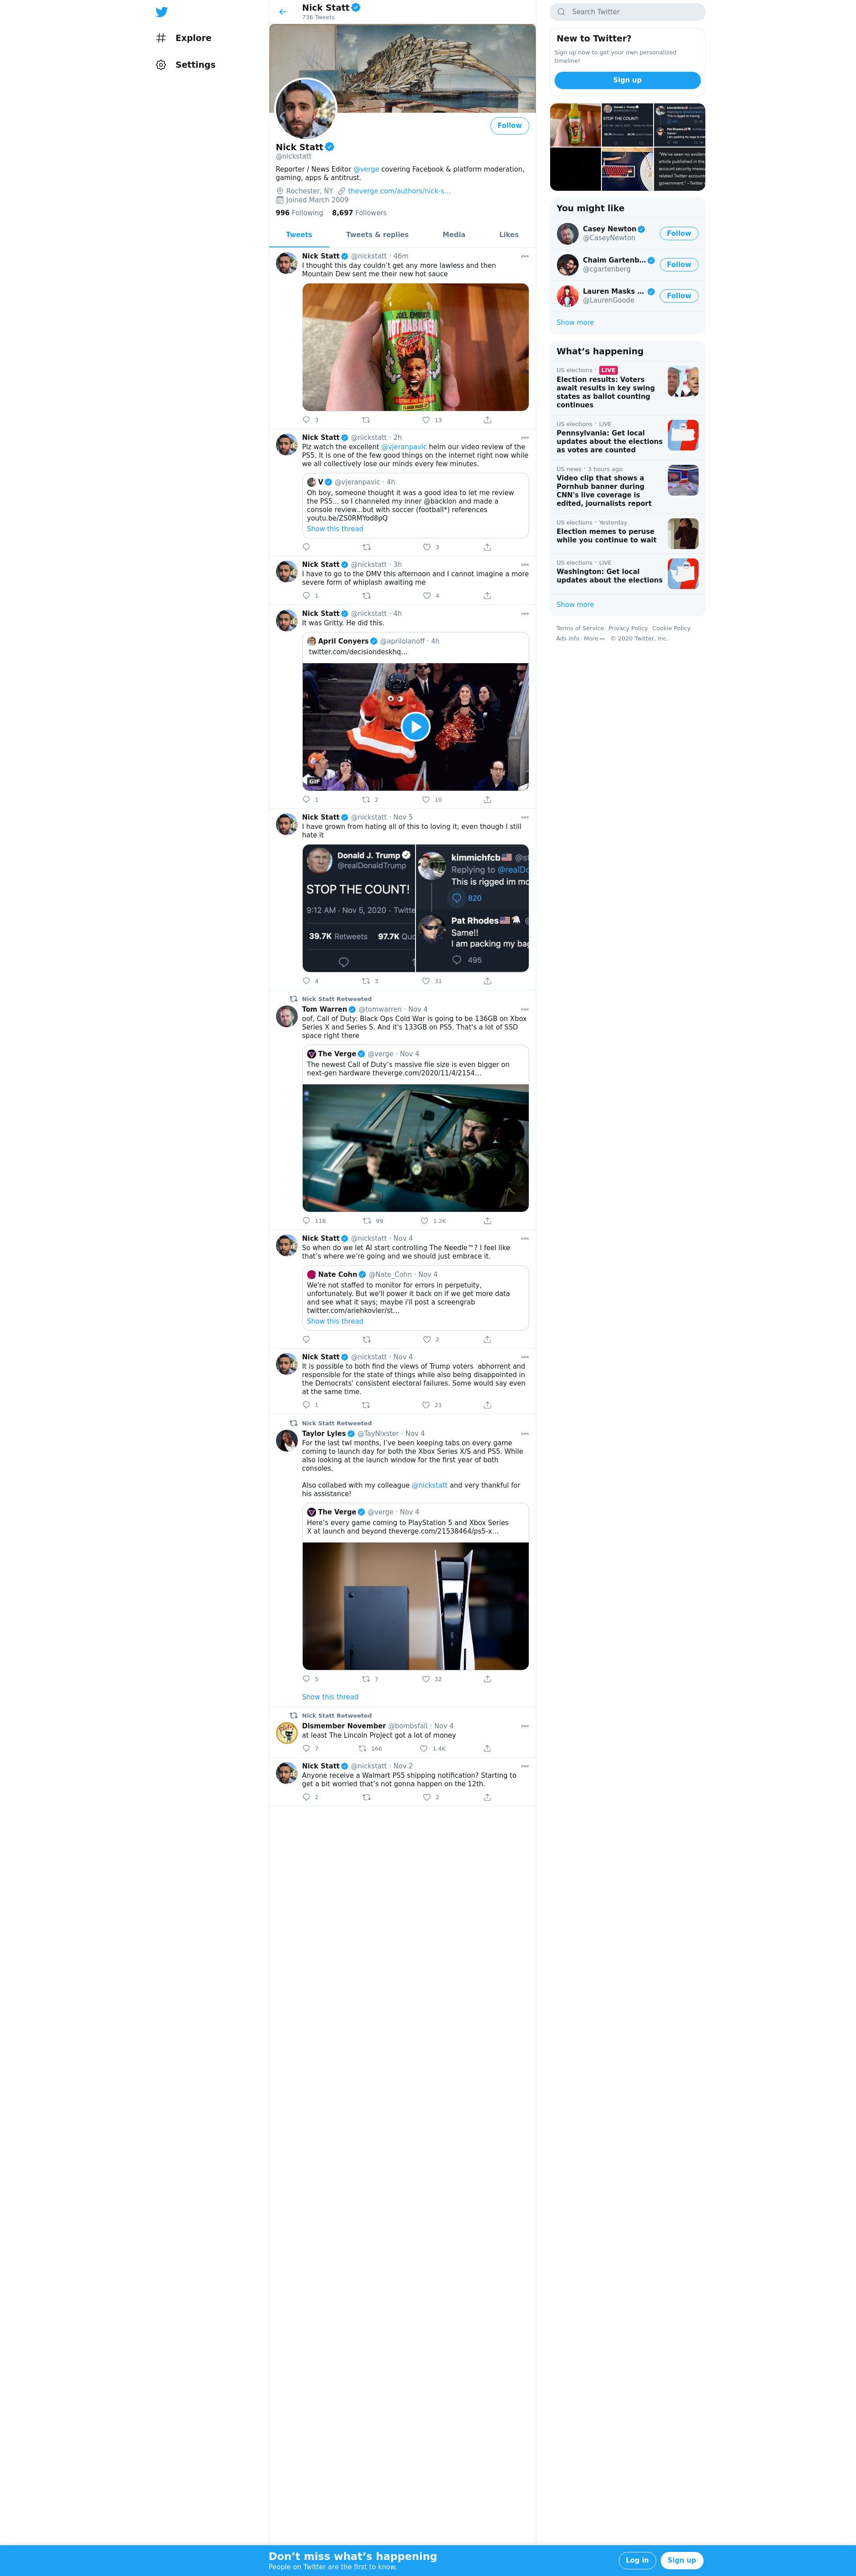 Explore
Settings
Nick Statt
736 Tweets
Follow
Nick Statt
@nickstatt
Reporter / News Editor @verge covering Facebook & platform moderation,
gaming, apps & antitrust.
Rochester, NY theverge.com/authors/nick-s…
Joined March 2009
996 Following 8,697 Followers
Tweets Tweets & replies Media Likes
Nick Statt @nickstatt · 46m
I thought this day couldn’t get any more lawless and then
Mountain Dew sent me their new hot sauce
JOEL EMBIID'S
HOT HABANERO
3 13
Nick Statt @nickstatt · 2h
Plz watch the excellent @vjeranpavic helm our video review of the
PS5. It is one of the few good things on the internet right now while
we all collectively lose our minds every few minutes.
V @vjeranpavic · 4h
Oh boy, someone thought it was a good idea to let me review
the PS5... so I channeled my inner @backlon and made a
console review...but with soccer (football*) references
youtu.be/ZS0RMYod8pQ
Show this thread
3
Nick Statt @nickstatt · 3h
I have to go to the DMV this afternoon and I cannot imagine a more
severe form of whiplash awaiting me
1 4
Nick Statt @nickstatt · 4h
It was Gritty. He did this.
April Conyers @aprilolanoff · 4h
twitter.com/decisiondeskhq…
GIF
1 2 10
Nick Statt @nickstatt · Nov 5
I have grown from hating all of this to loving it, even though I still
hate it
Donald J. Trump
@realDonaldTrump
STOP THE COUNT!
9:12 AM · Nov 5, 2020 · Twitte
39.7K Retweets 97.7K Quo
kimmichfcb🇺🇸 @st
Replying to @realDo
This is rigged im mo
820
Pat Rhodes🇺🇸
Same!!
I am packing my bag
495
4 3 31
Nick Statt Retweeted
Tom Warren @tomwarren · Nov 4
oof, Call of Duty: Black Ops Cold War is going to be 136GB on Xbox
Series X and Series S. And it's 133GB on PS5. That's a lot of SSD
space right there
The Verge @verge · Nov 4
The newest Call of Duty’s massive file size is even bigger on
next-gen hardware theverge.com/2020/11/4/2154…
118 99 1.2K
Nick Statt @nickstatt · Nov 4
So when do we let AI start controlling The Needle™? I feel like
that’s where we’re going and we should just embrace it.
Nate Cohn @Nate_Cohn · Nov 4
We're not staffed to monitor for errors in perpetuity,
unfortunately. But we'll power it back on if we get more data
and see what it says; maybe i'll post a screengrab
twitter.com/ariehkovler/st…
Show this thread
2
Nick Statt @nickstatt · Nov 4
It is possible to both find the views of Trump voters abhorrent and
responsible for the state of things while also being disappointed in
the Democrats' consistent electoral failures. Some would say even
at the same time.
1 21
Nick Statt Retweeted
Taylor Lyles @TayNixster · Nov 4
For the last twl months, I’ve been keeping tabs on every game
coming to launch day for both the Xbox Series X/S and PS5. While
also looking at the launch window for the first year of both
consoles.
Also collabed with my colleague @nickstatt and very thankful for
his assistance!
The Verge @verge · Nov 4
Here’s every game coming to PlayStation 5 and Xbox Series
X at launch and beyond theverge.com/21538464/ps5-x…
5 7 32
Show this thread
Nick Statt Retweeted
Dismember November @bombsfall · Nov 4
at least The Lincoln Project got a lot of money
7 166 1.4K
Nick Statt @nickstatt · Nov 2
Anyone receive a Walmart PS5 shipping notification? Starting to
get a bit worried that’s not gonna happen on the 12th.
2 2
Search Twitter
New to Twitter?
Sign up now to get your own personalized
timeline!
Sign up
"We've seen no eviden
article published in the
account security meas
related Twitter account
government," -Twitter
You might like
Casey Newton
@CaseyNewton
Follow
Chaim Gartenb…
@cgartenberg
Follow
Lauren Masks …
@LaurenGoode
Follow
Show more
What’s happening
US elections · LIVE
Election results: Voters
await results in key swing
states as ballot counting
continues
US elections · LIVE
Pennsylvania: Get local
updates about the elections
as votes are counted
US news · 3 hours ago
Video clip that shows a
Pornhub banner during
CNN's live coverage is
edited, journalists report
US elections · Yesterday
Election memes to peruse
while you continue to wait
US elections · LIVE
Washington: Get local
updates about the elections
Show more
Terms of Service Privacy Policy Cookie Policy
Ads info More © 2020 Twitter, Inc.
Don’t miss what’s happening
People on Twitter are the first to know.
Log in Sign up